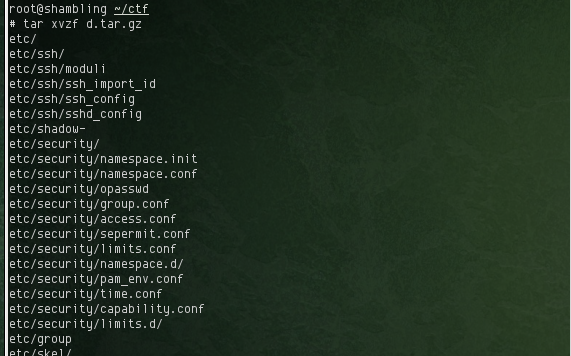 root@shambling ~/ctf
# tar xvzf d.tar.gz
etc/
etc/ssh/
etc/ssh/moduli
etc/ssh/ssh_import_id
etc/ssh/ssh_config
etc/ssh/sshd_config
etc/shadow-
etc/security/
etc/security/namespace.init
etc/security/namespace.conf
etc/security/opasswd
etc/security/group.conf
etc/security/access.conf
etc/security/sepermit.conf
etc/security/limits.conf
etc/security/namespace.d/
etc/security/pam_env.conf
etc/security/time.conf
etc/security/capability.conf
etc/security/limits.d/
etc/group
etc/skel/